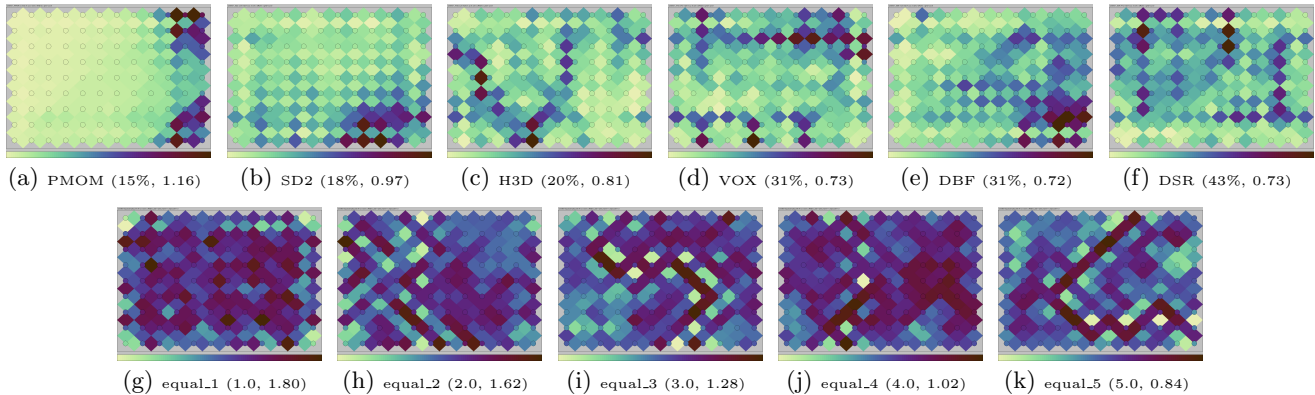 (a) PMOM (15%, 1.16) (b) SD2 (18%, 0.97) (c) H3D (20%, 0.81) (d) VOX (31%, 0.73) (e) DBF (31%, 0.72) (f) DSR (43%, 0.73)
(g) equal_1 (1.0, 1.80) (h) equal_2 (2.0, 1.62) (i) equal_3 (3.0, 1.28) (j) equal_4 (4.0, 1.02) (k) equal_5 (5.0, 0.84)